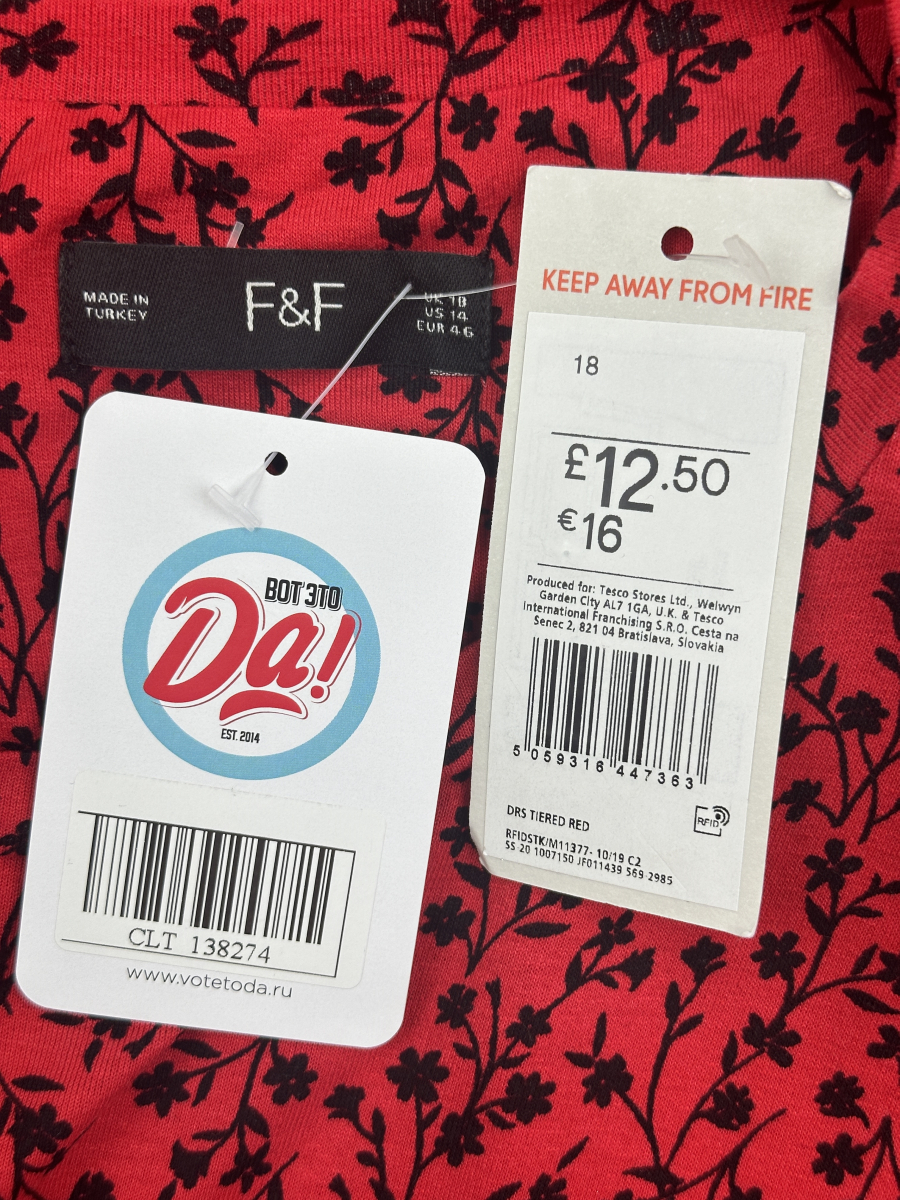 MADE IN
TURKEY
F&F
UK 18
US 14
EUR 46
KEEP AWAY FROM FIRE
18
£12.50
€16
Produced for: Tesco Stores Ltd., Welwyn
Garden City AL7 1GA, U.K. & Tesco
International Franchising S.R.O. Cesta na
Senec 2, 821 04 Bratislava, Slovakia
5 059316 447363
DRS TIERED RED
RFID
RFIDSTK/M11377- 10/19 C2
SS 20 1007150 JF011439 569-2985
ВОТ ЭТО
Да!
EST. 2014
CLT 138274
www.votetoda.ru